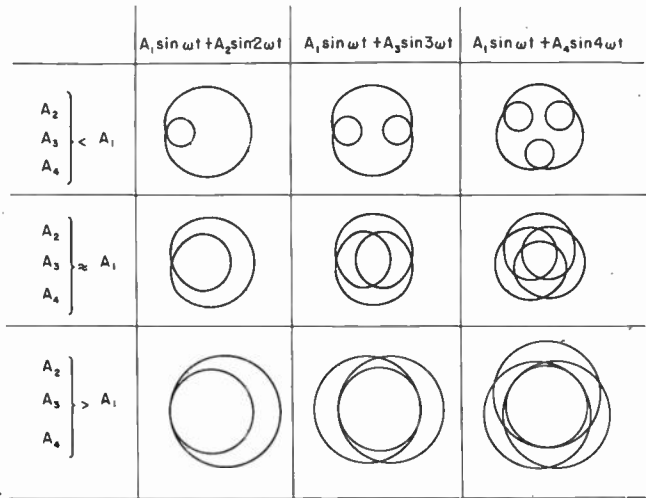 A₁ sin ωt + A₂ sin 2ωt
A₁ sin ωt + A₃ sin 3ωt
A₁ sin ωt + A₄ sin 4ωt
A₂
A₃ < A₁
A₄
A₂
A₃ ≈ A₁
A₄
A₂
A₃ > A₁
A₄